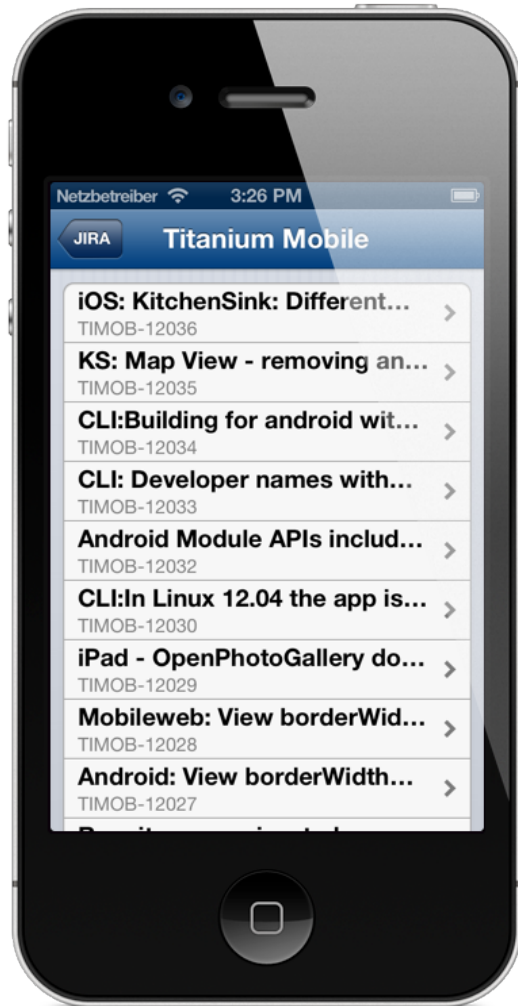 Netzbetreiber 3:26 PM
JIRA Titanium Mobile
iOS: KitchenSink: Different...
TIMOB-12036
KS: Map View - removing an...
TIMOB-12035
CLI:Building for android wit...
TIMOB-12034
CLI: Developer names with...
TIMOB-12033
Android Module APIs includ...
TIMOB-12032
CLI:In Linux 12.04 the app is...
TIMOB-12030
iPad - OpenPhotoGallery do...
TIMOB-12029
Mobileweb: View borderWid...
TIMOB-12028
Android: View borderWidth...
TIMOB-12027